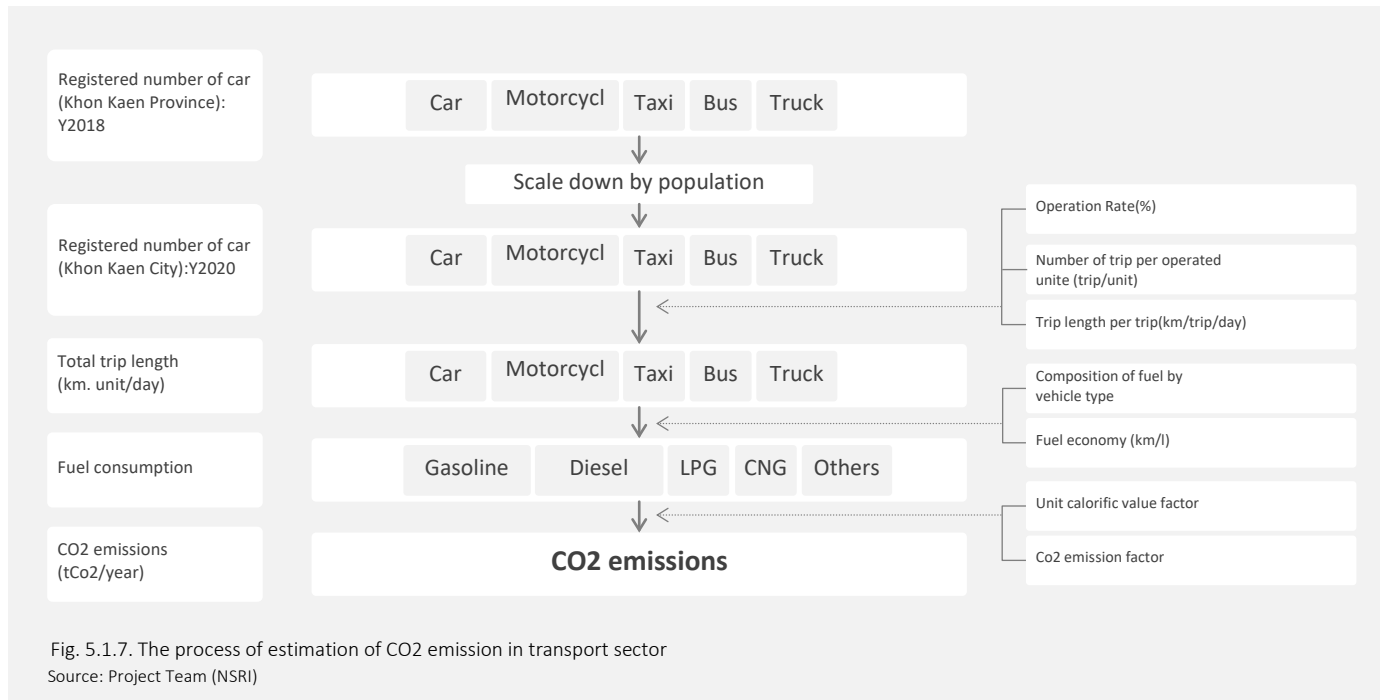 Registered number of car
(Khon Kaen Province):
Y2018
Car Motorcycl Taxi Bus Truck
Scale down by population
Registered number of car
(Khon Kaen City):Y2020
Car Motorcycl Taxi Bus Truck
Operation Rate(%)
Number of trip per operated
unite (trip/unit)
Trip length per trip(km/trip/day)
Total trip length
(km. unit/day)
Car Motorcycl Taxi Bus Truck
Composition of fuel by
vehicle type
Fuel economy (km/l)
Fuel consumption
Gasoline Diesel LPG CNG Others
Unit calorific value factor
Co2 emission factor
CO2 emissions
(tCo2/year)
CO2 emissions
Fig. 5.1.7. The process of estimation of CO2 emission in transport sector
Source: Project Team (NSRI)